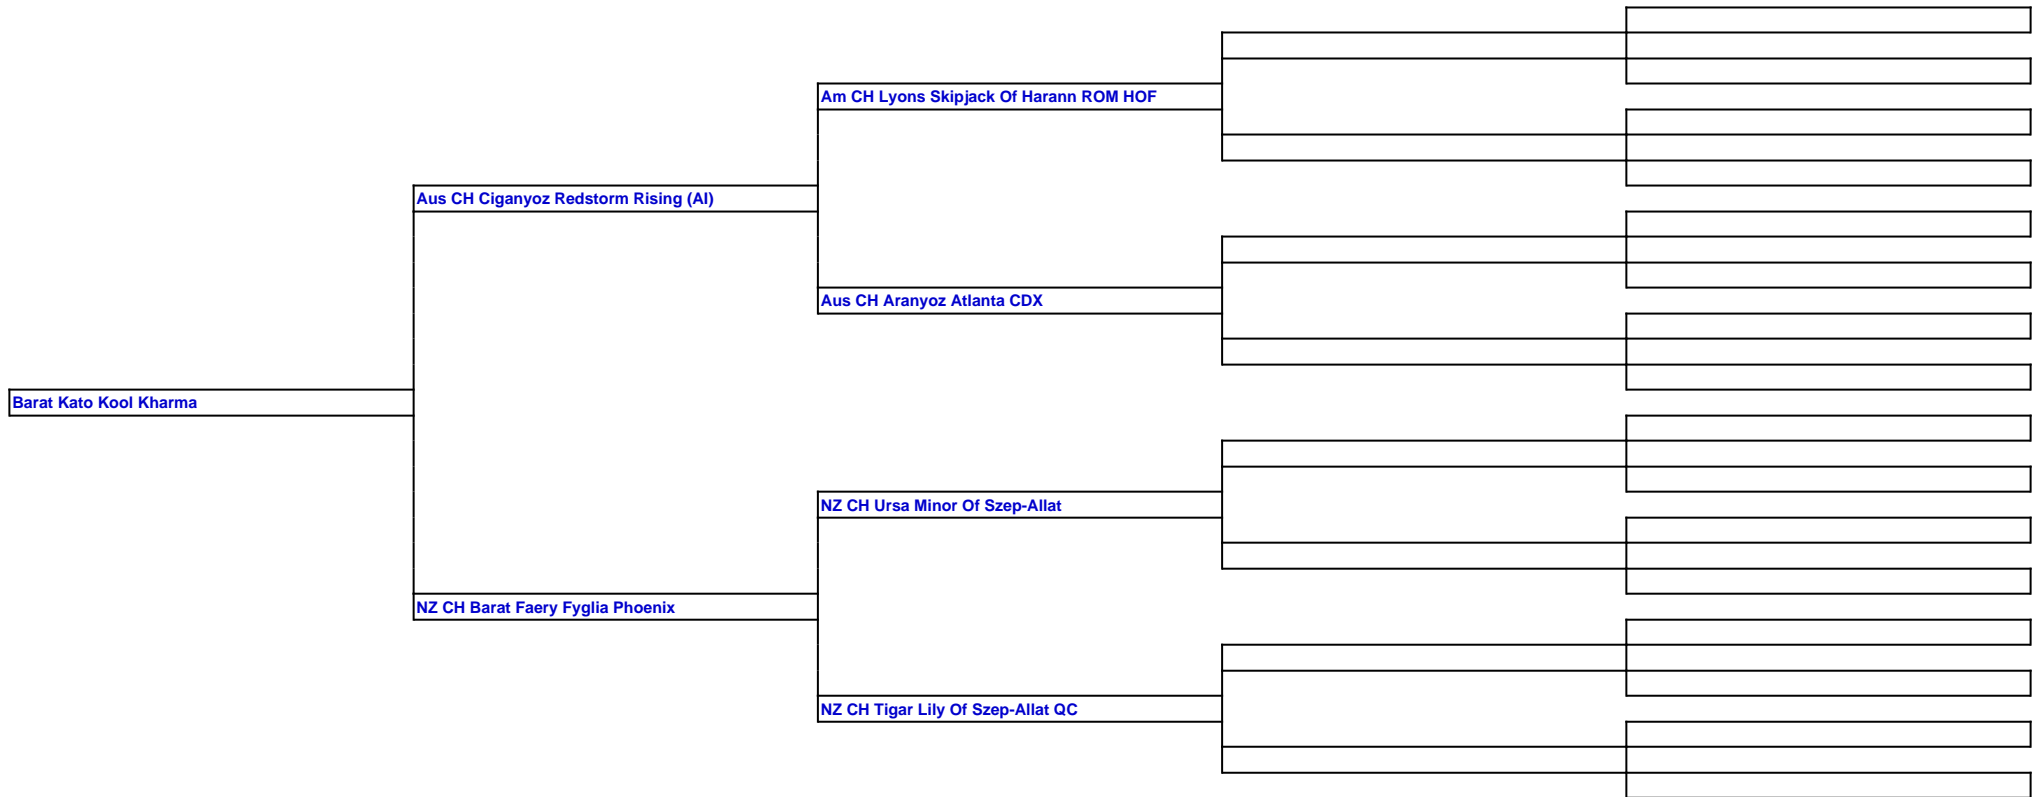 Am CH Lyons Skipjack Of Harann ROM HOF
Aus CH Ciganyoz Redstorm Rising (AI)
Aus CH Aranyoz Atlanta CDX
Barat Kato Kool Kharma
NZ CH Ursa Minor Of Szep-Allat
NZ CH Barat Faery Fyglia Phoenix
NZ CH Tigar Lily Of Szep-Allat QC